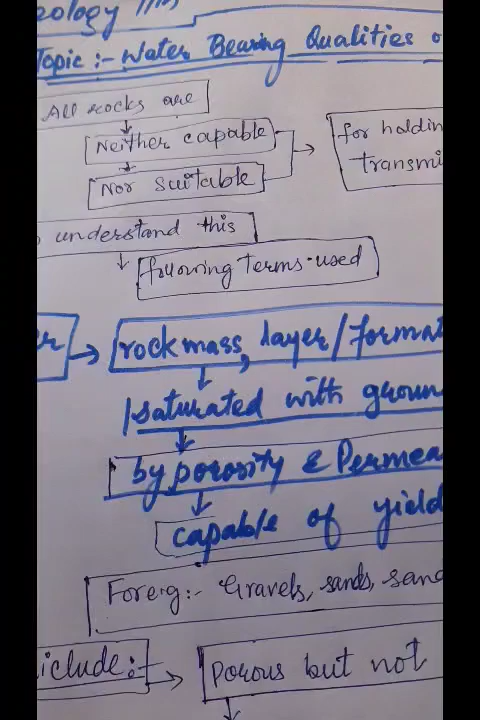 eology
Topic :- Water Bearing Qualities o
All rocks are
Neither capable
Nor suitable
for holdin
transmi
understand this
following terms used
er → rock mass, layer/format
saturated with groun
by porosity & Permea
capable of yield
For eg:- Gravels, sands, sand
iclude:- → Porous but not